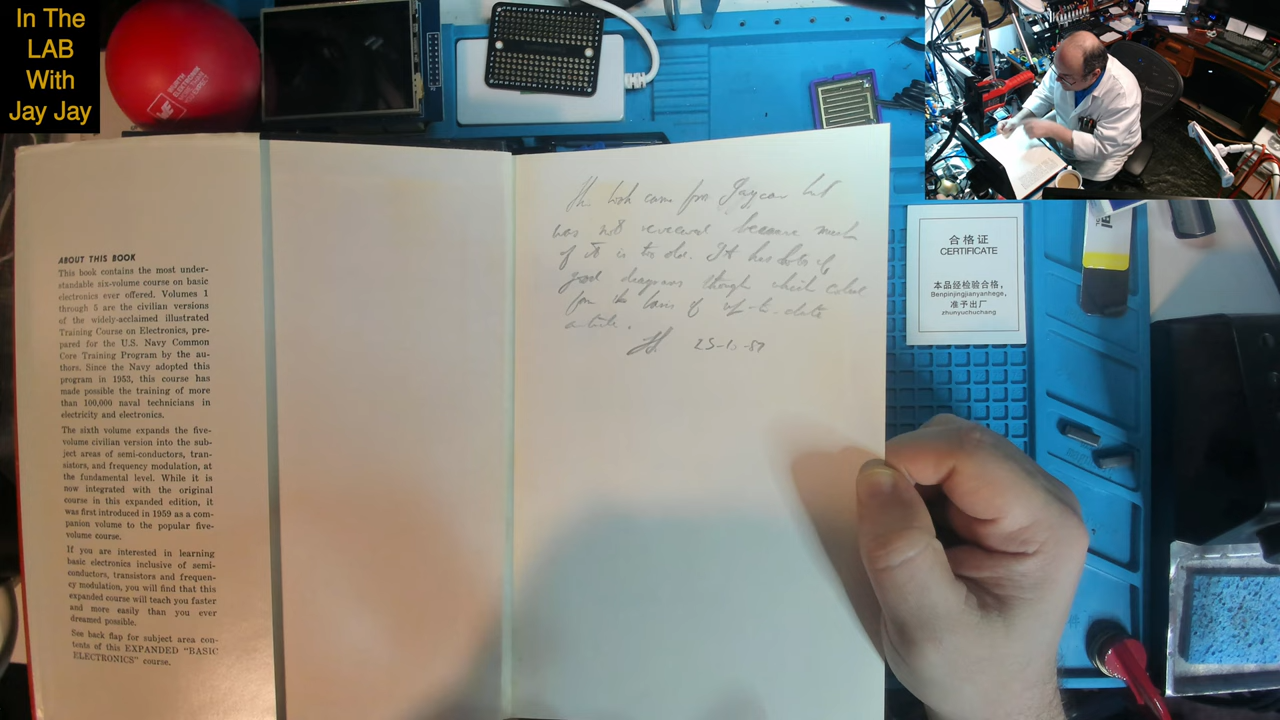 In The
LAB
With
Jay Jay
ABOUT THIS BOOK
This book contains the most under-
standable six-volume course on basic
electronics ever offered. Volumes 1
through 5 are the civilian versions
of the widely-acclaimed illustrated
Training Course on Electronics, pre-
pared for the U.S. Navy Common
Core Training Program by the au-
thors. Since the Navy adopted this
program in 1953, this course has
made possible the training of more
than 100,000 naval technicians in
electricity and electronics.
The sixth volume expands the five-
volume civilian version into the sub-
ject areas of semi-conductors, tran-
sistors, and frequency modulation, at
the fundamental level. While it is
now integrated with the original
course in this expanded edition, it
was first introduced in 1959 as a com-
panion volume to the popular five-
volume course.
If you are interested in learning
basic electronics inclusive of semi-
conductors, transistors and frequen-
cy modulation, you will find that this
expanded course will teach you faster
and more easily than you ever
dreamed possible.
See back flap for subject area con-
tents of this EXPANDED "BASIC
ELECTRONICS" course.
book came from Jaycar but
was not reviewed because much
of it is too old. It has lots of
good diagrams though which could
form the basis of up-to-date
article.
合格证
CERTIFICATE
本品经检验合格，
Benpinjingjianyanhege,
准予出厂
zhunyuchuchang